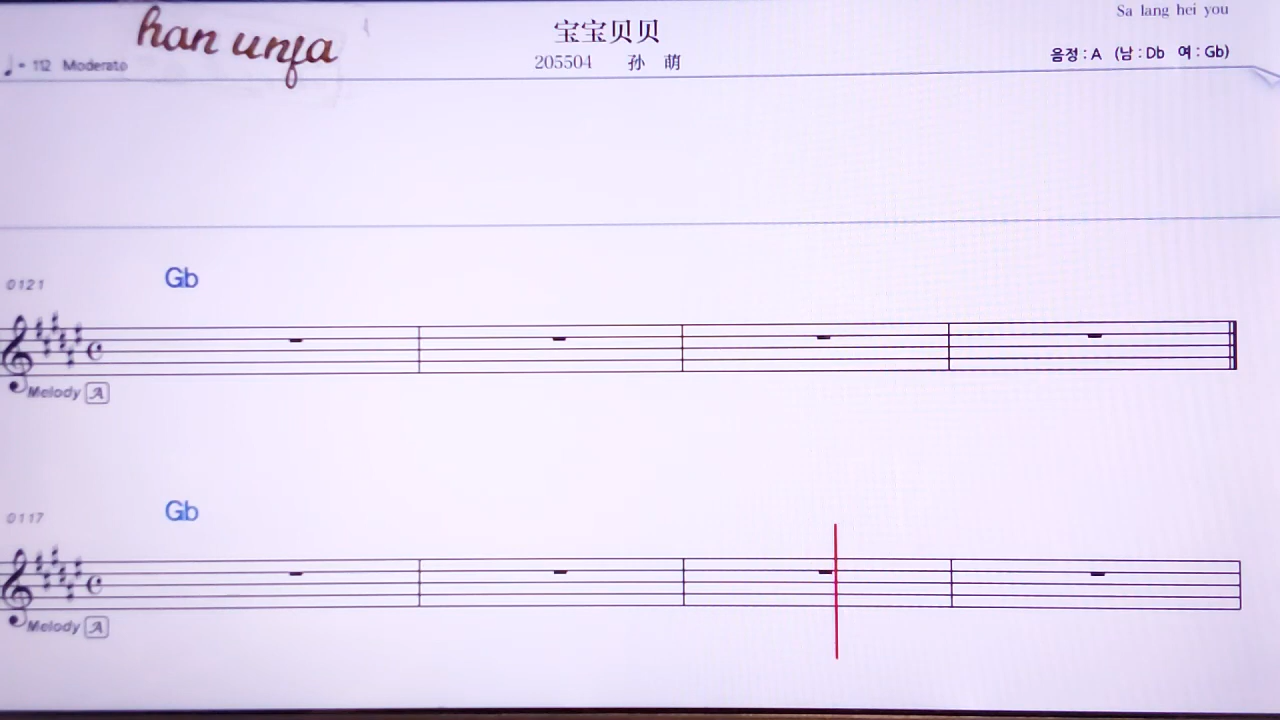 Sa lang hei you
han unfa
宝宝贝贝
♩= 112 Moderato
205504 孙 萌
음정 : A (남 : Db 여 : Gb)
0121
Gb
Melody A
0117
Gb
Melody A